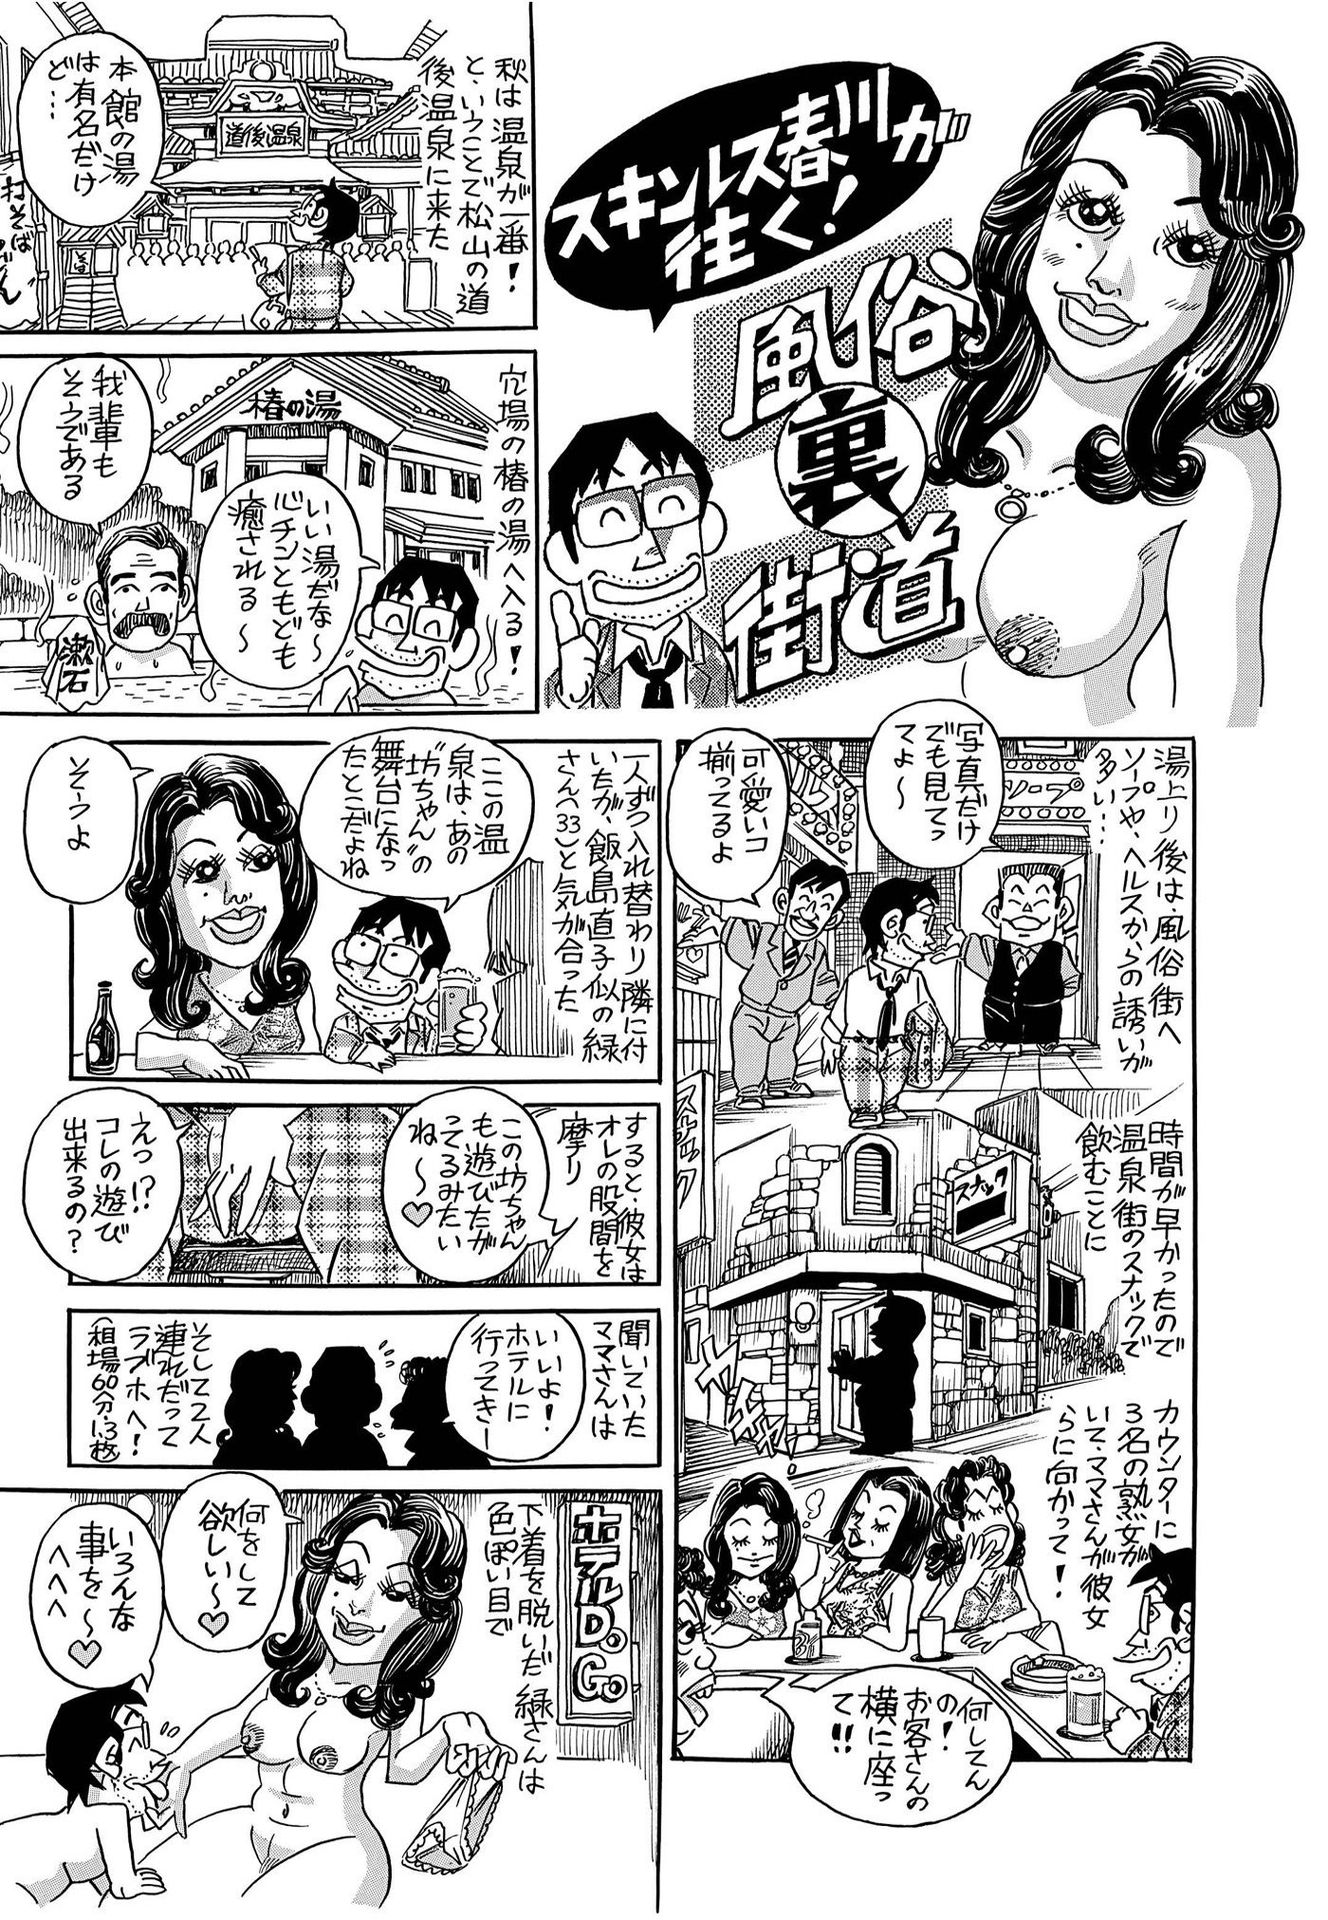 スキンレス春川が
往く!
風俗
裏
街道
秋は温泉が一番!
と、いうことで松山の道
後温泉に来た
道後温泉
本館の湯
は有名だけ
ど…
打そば
穴場の椿の湯へ入る!
椿の湯
いい湯だな〜
心チンともども
癒される〜
我輩も
そうである
漱石
湯上り後は、風俗街へ
ソープや、ヘルスからの誘いが
多い…
ソープ
写真だけ
でも見てっ
てよ〜
可愛いコ
揃ってるよ
時間が早かったので
温泉街のスナックで
飲むことに
スナック
スナック
カウンターに
3名の熟女が
いて、ママさんが彼女
らに向かって!
何してん
の!
お客さんの
横に座っ
て!!
一人ずつ入れ替わり隣に付
いたが、飯島直子似の緑
さん(33)と気が合った
ここの温
泉は、あの
“坊ちゃん”の
舞台になっ
たとこだよね
そうよ
すると、彼女は
オレの股間を
摩り
この坊ちゃん
も遊びたが
ってるみたい
ね〜♡
えっ!?
コレの遊び
出来るの?
聞いていた
ママさんは
いいよ!
ホテルに
行ってきー
そして2人
連れだって
ラブホへ!
(相場60分1.3枚)
ホテルD.Go
下着を脱いだ緑さんは
色っぽい目で
何をして
欲しい〜♡
いろんな
事を〜♡
へへへ